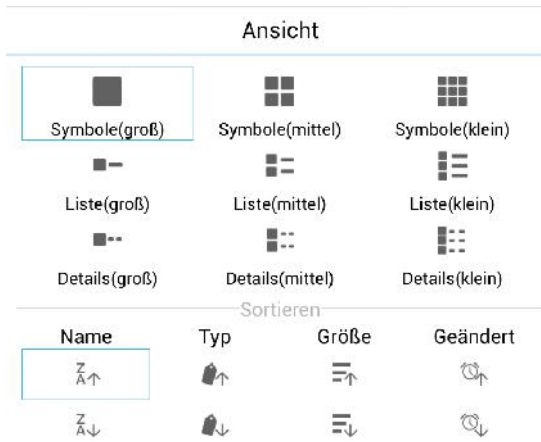 Ansicht
Symbole(groß) Symbole(mittel) Symbole(klein)
Liste(groß) Liste(mittel) Liste(klein)
Details(groß) Details(mittel) Details(klein)
Sortieren
Name Typ Größe Geändert
Z
A
Z
A